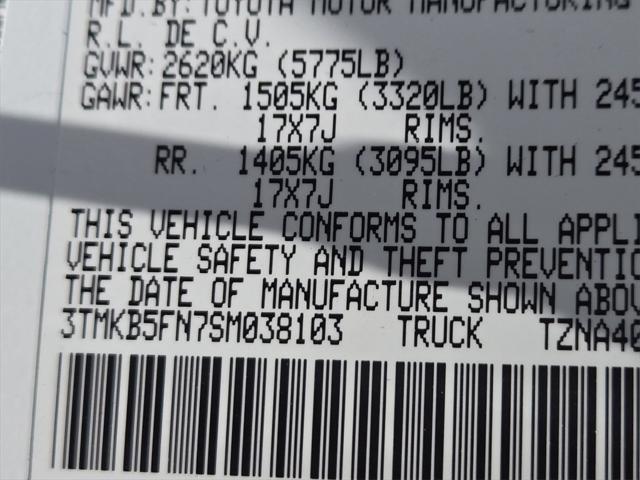 MFD. BY: TOYOTA MOTOR MANUFACTURING
R.L. DE C.V.
GVWR: 2620KG (5775LB)
GAWR: FRT. 1505KG (3320LB) WITH 245
17X7J RIMS.
RR. 1405KG (3095LB) WITH 245
17X7J RIMS.
THIS VEHICLE CONFORMS TO ALL APPLI
VEHICLE SAFETY AND THEFT PREVENTIO
THE DATE OF MANUFACTURE SHOWN ABOV
3TMKB5FN7SM038103 TRUCK TZNA40